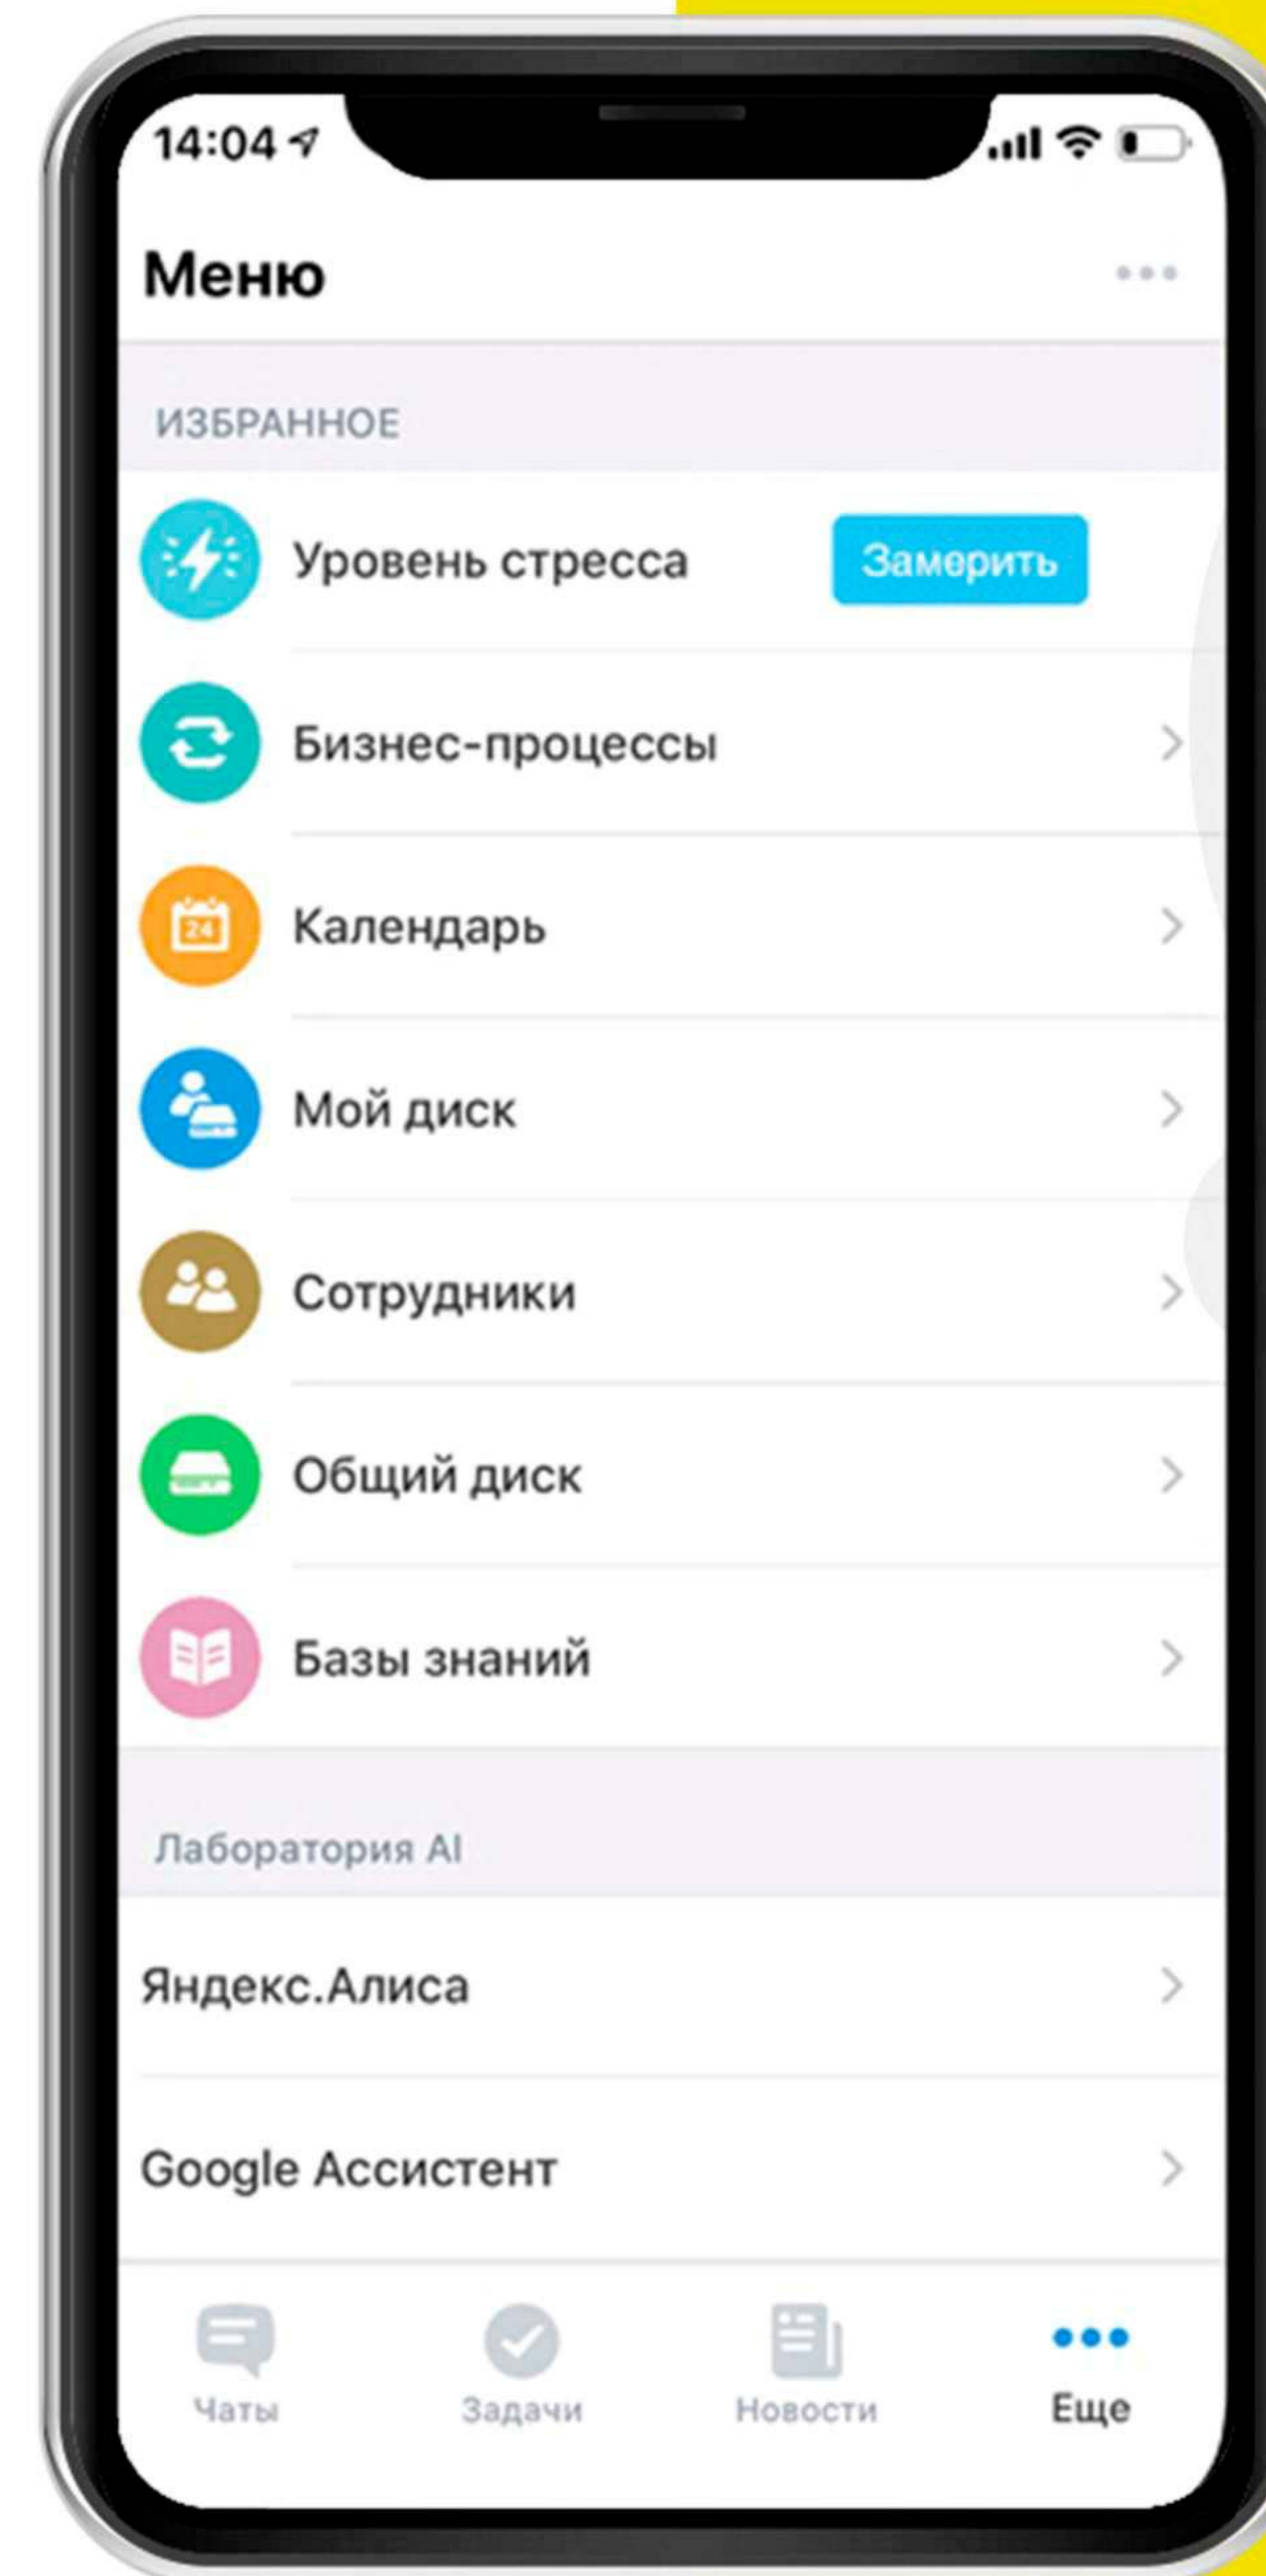 14:04
Меню
ИЗБРАННОЕ
Уровень стресса
Замерить
Бизнес-процессы
24
Календарь
Мой диск
Сотрудники
Общий диск
Базы знаний
Лаборатория AI
Яндекс.Алиса
Google Ассистент
Чаты
Задачи
Новости
Еще